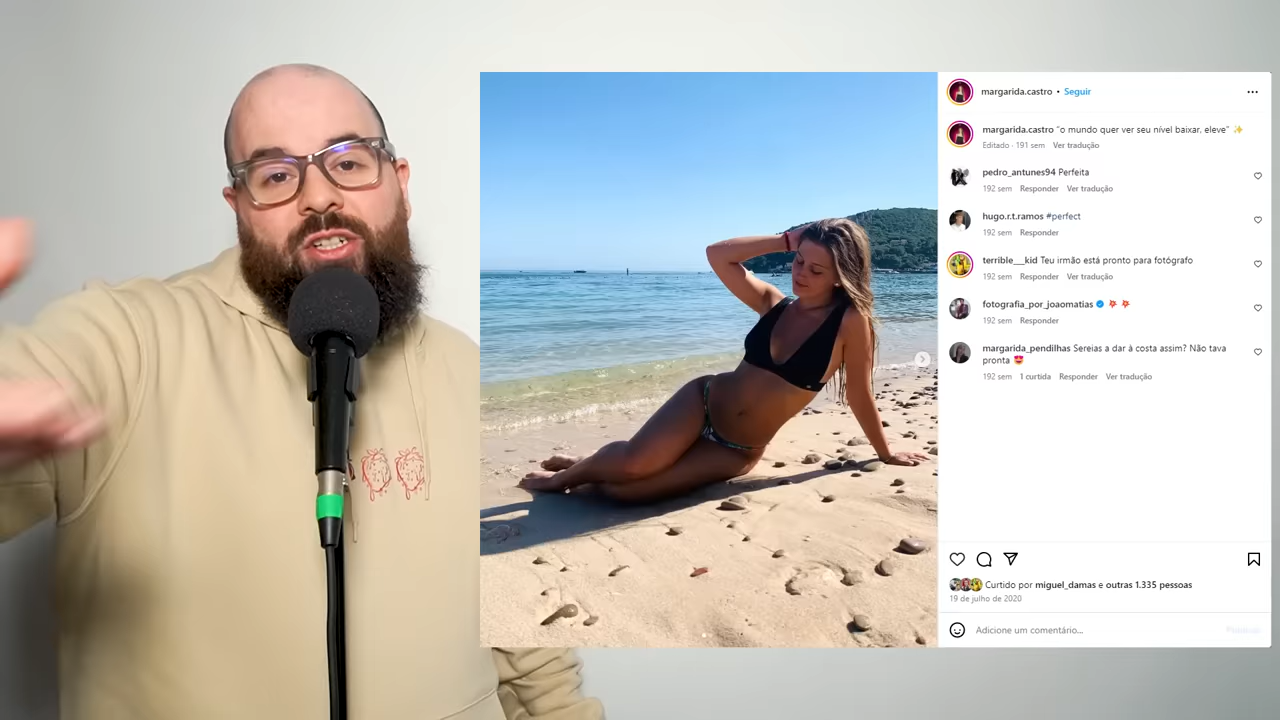 margarida.castro • Seguir
margarida.castro "o mundo quer ver seu nível baixar, eleve" ✨
Editado · 191 sem Ver tradução
pedro_antunes94 Perfeita
192 sem Responder Ver tradução
hugo.r.t.ramos #perfect
192 sem Responder
terrible__kid Teu irmão está pronto para fotógrafo
192 sem Responder Ver tradução
fotografia_por_joaomatias 💥 💥
192 sem Responder
margarida_pendilhas Sereias a dar à costa assim? Não tava
pronta 😍
192 sem 1 curtida Responder Ver tradução
Curtido por miguel_damas e outras 1.335 pessoas
19 de julho de 2020
Adicione um comentário...